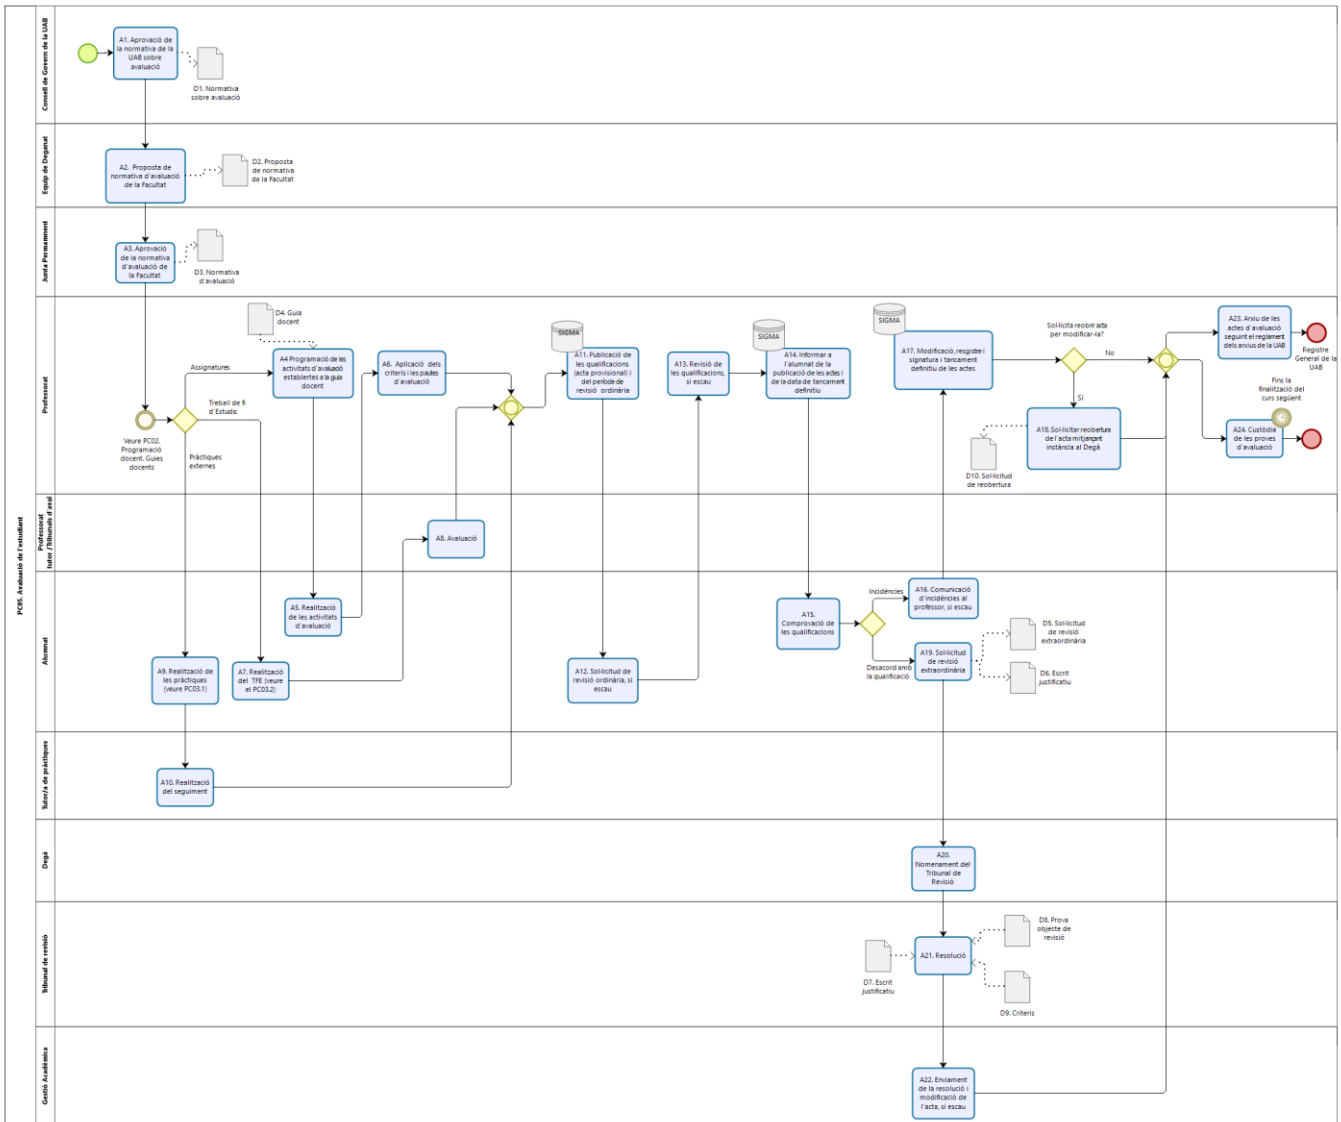 PC05. Avaluació de l'estudiant
Consell de Govern de la UAB
A1. Aprovació de
la normativa de la
UAB sobre
avaluació
D1. Normativa
sobre avaluació
Equip de Deganat
A2. Proposta de
normativa d'avaluació
de la Facultat
D2. Proposta
de normativa
de la Facultat
Junta Permamnent
A3. Aprovació
de la normativa
d'avaluació de
la Facultat
D3. Normativa
d'avaluació
Professorat
Veure PC02.
Programació
docent. Guies
docents
Assignatures
Treball de fi
d'Estudis
Pràctiques
externes
D4. Guia
docent
A4 Programació de les
activitats d'avaluació
establertes a la guia
docent
A6. Aplicació dels
criteris i les pautes
d'avaluació
SIGMA
A11. Publicació de
les qualificacions
(acta provisional) i
del període de
revisió ordinària
A13. Revisió de
les qualificacions,
si escau
SIGMA
A14. Informar a
l'alumnat de la
publicació de les actes i
de la data de tancament
definitiu
SIGMA
A17. Modificació, resgistre i
signatura i tancament
definitiu de les actes
Sol·licita reobrir acta
per modificar-la?
No
Sí
A18. Sol·licitar reobertura
de l'acta mitjançant
instància al Degà
D10. Sol·licitud
de reobertura
A23. Arxiu de les
actes d'avaluació
seguint el reglament
dels arxius de la UAB
Registre
General de la
UAB
Fins la
finalització del
curs següent
A24. Custòdia
de les proves
d'avaluació
Professorat
tutor /Tribunals d'aval
A8. Avaluació
Alumnat
A5. Realització
de les activitats
d'avaluació
A9. Realització de
les pràctiques
(veure PC03.1)
A7. Realització
del TFE (veure
el PC03.2)
A12. Sol·licitud de
revisió ordinària, si
escau
A15.
Comprovació de
les qualificacions
Incidències
A16. Comunicació
d'incidències al
professor, si escau
Desacord amb
la qualificació
A19. Sol·licitud
de revisió
extraordinària
D5. Sol·licitud
de revisió
extraordinària
D6. Escrit
justificatiu
Tutor/a de pràctiques
A10. Realització
del seguiment
Degà
A20.
Nomenament del
Tribunal de
Revisió
Tribunal de revisió
A21. Resolució
D7. Escrit
justificatiu
D8. Prova
objecte de
revisió
D9. Criteris
Gestió Acadèmica
A22. Enviament
de la resolució i
modificació de
l'acta, si escau